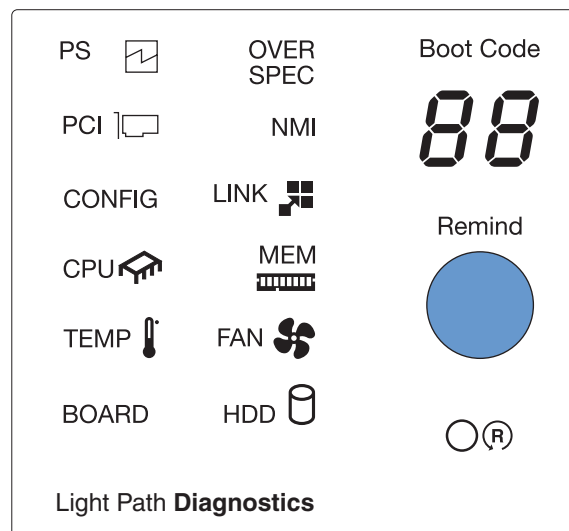 PS
OVER
SPEC
Boot Code
88
PCI
NMI
CONFIG
LINK
Remind
CPU
MEM
TEMP
FAN
BOARD
HDD
R
Light Path Diagnostics